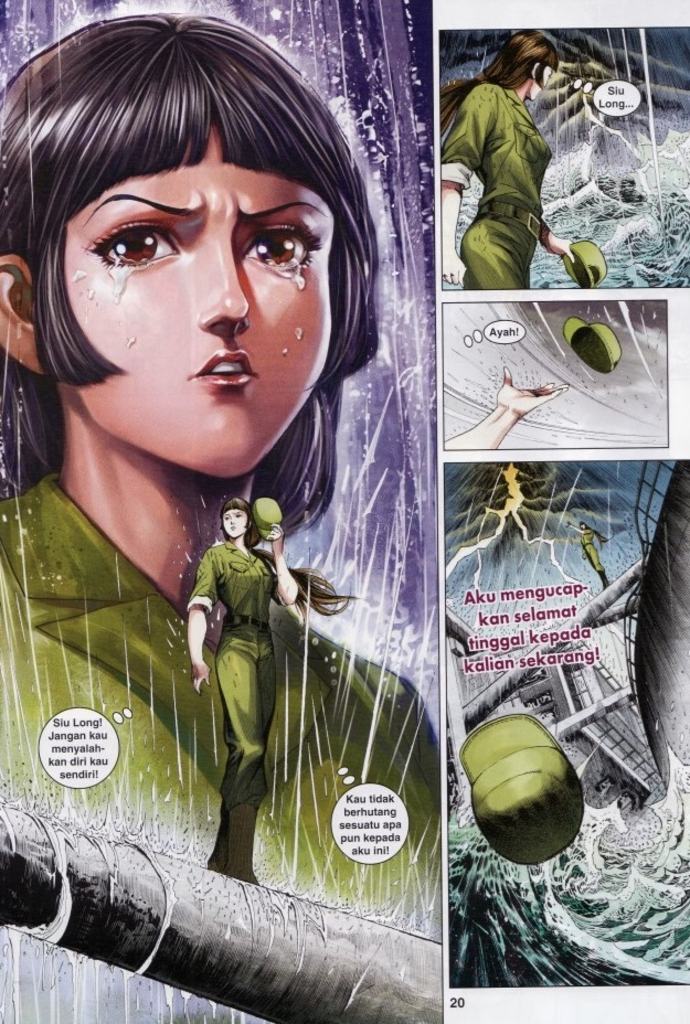 Siu Long!
Jangan kau
menyalah-
kan diri kau
sendiri!
Kau tidak
berhutang
sesuatu apa
pun kepada
aku ini!
Siu
Long...
Ayah!
Aku mengucap-
kan selamat
tinggal kepada
kalian sekarang!
20